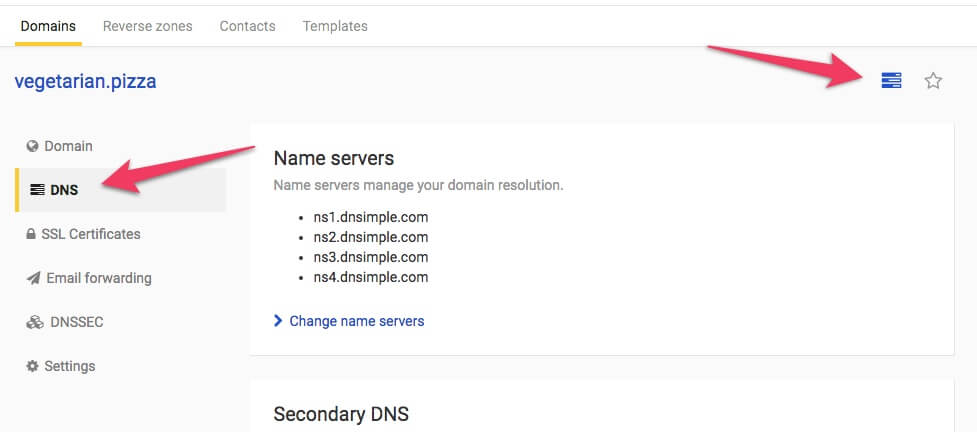 Domains Reverse zones Contacts Templates
vegetarian.pizza
Domain
DNS
SSL Certificates
Email forwarding
DNSSEC
Settings
Name servers
Name servers manage your domain resolution.
ns1.dnsimple.com
ns2.dnsimple.com
ns3.dnsimple.com
ns4.dnsimple.com
Change name servers
Secondary DNS